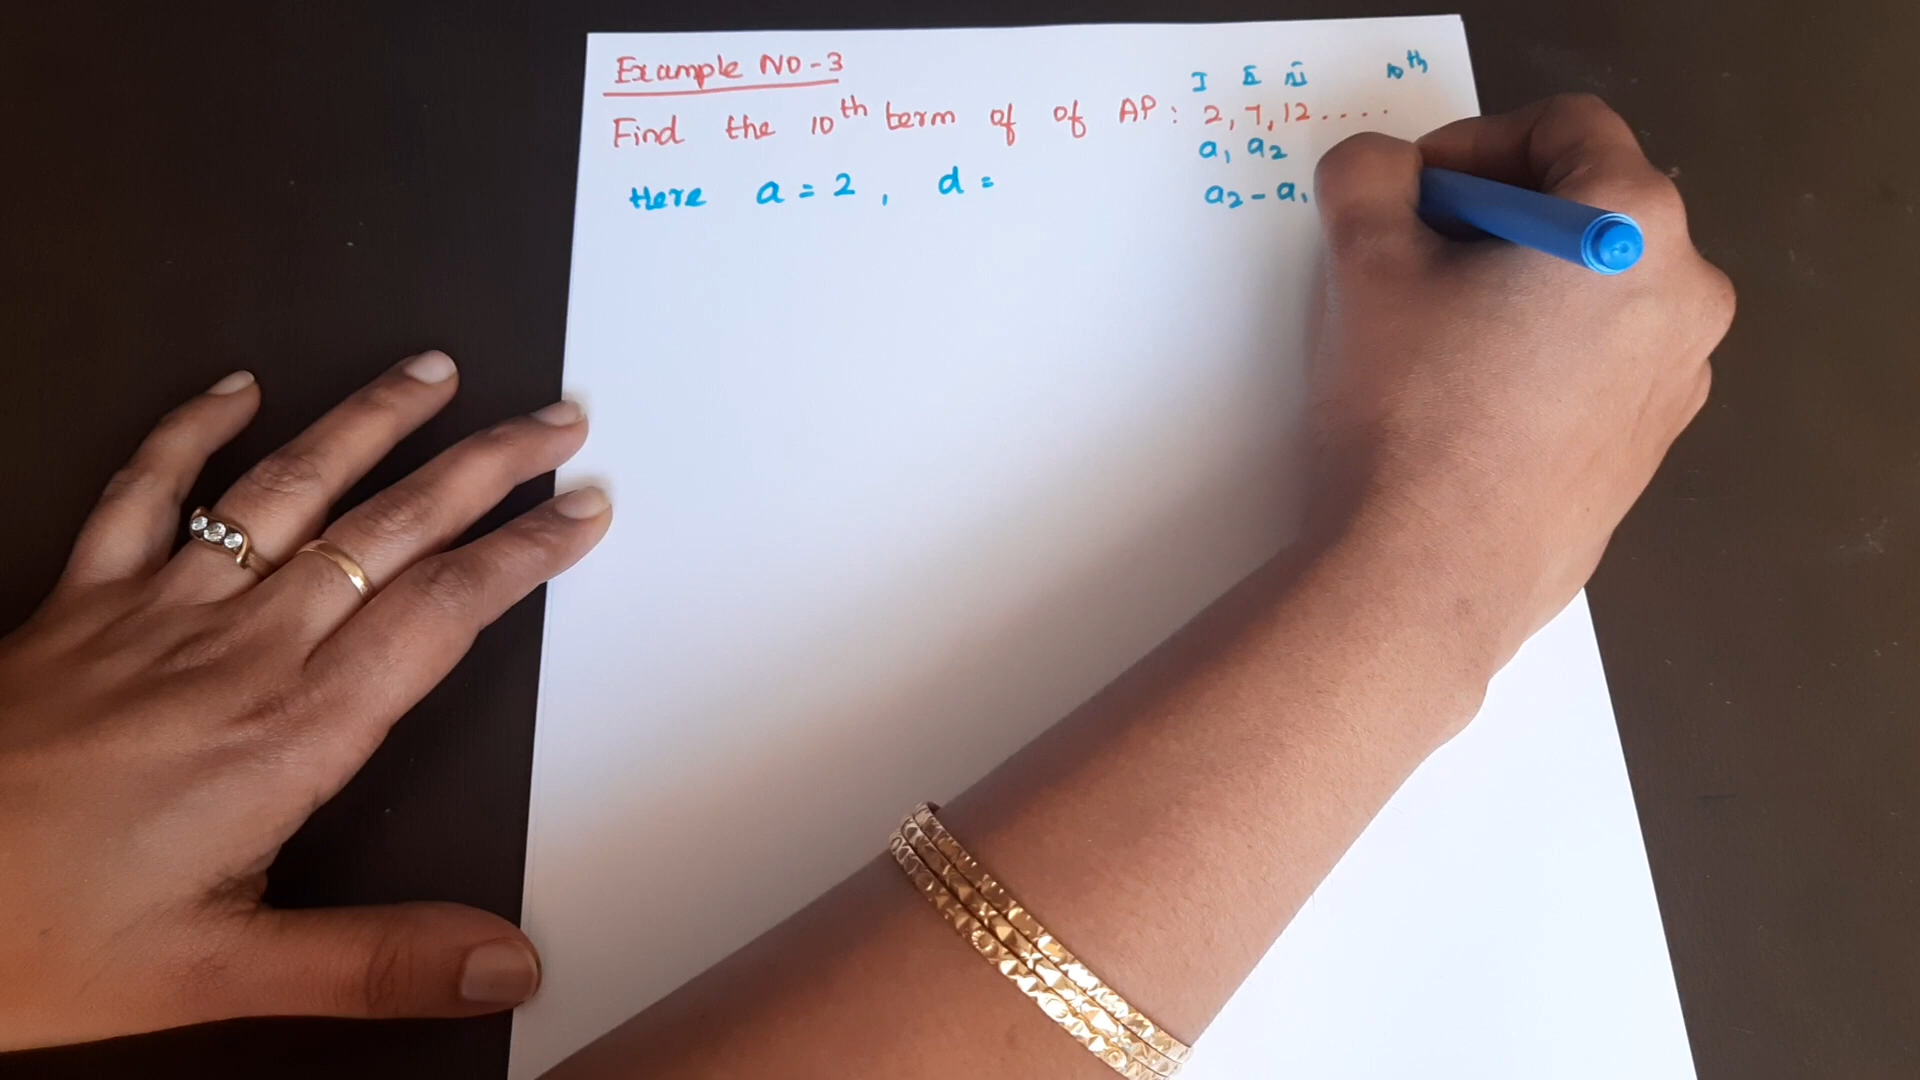 Example NO-3
I II III 10th
Find the 10th term of of AP: 2, 7, 12....
a1 a2
Here a = 2, d =
a2 - a1